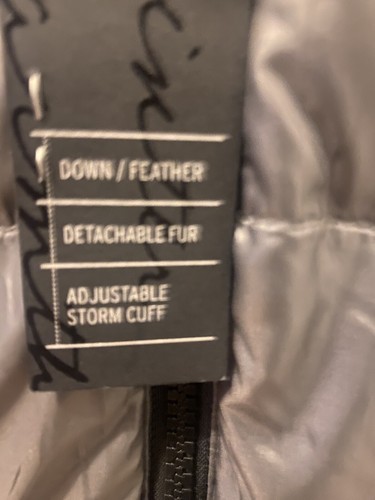 DOWN / FEATHER
DETACHABLE FUR
ADJUSTABLE
STORM CUFF